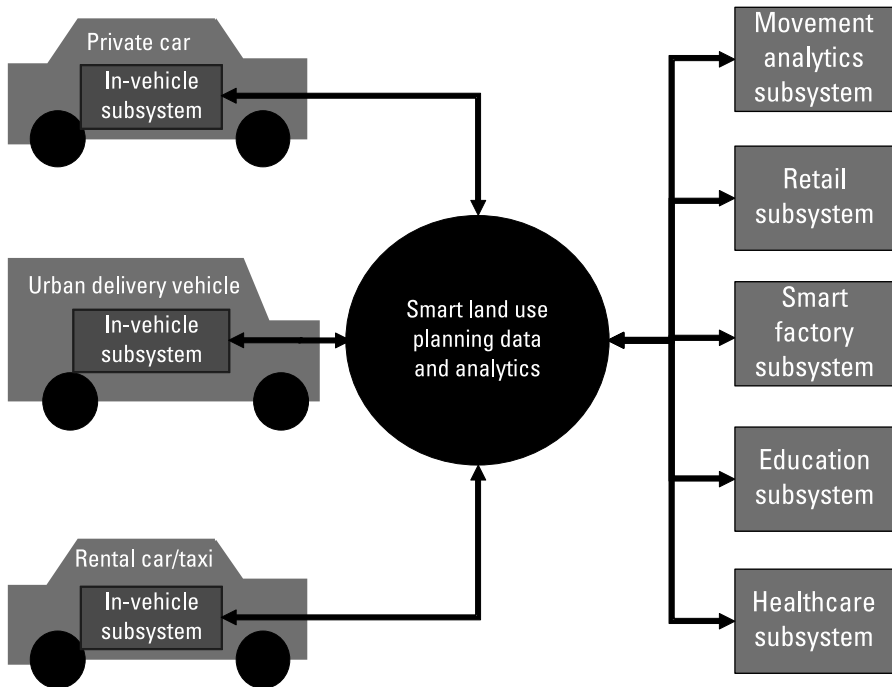 Private car
In-vehicle
subsystem
Urban delivery vehicle
In-vehicle
subsystem
Rental car/taxi
In-vehicle
subsystem
Smart land use
planning data
and analytics
Movement
analytics
subsystem
Retail
subsystem
Smart
factory
subsystem
Education
subsystem
Healthcare
subsystem